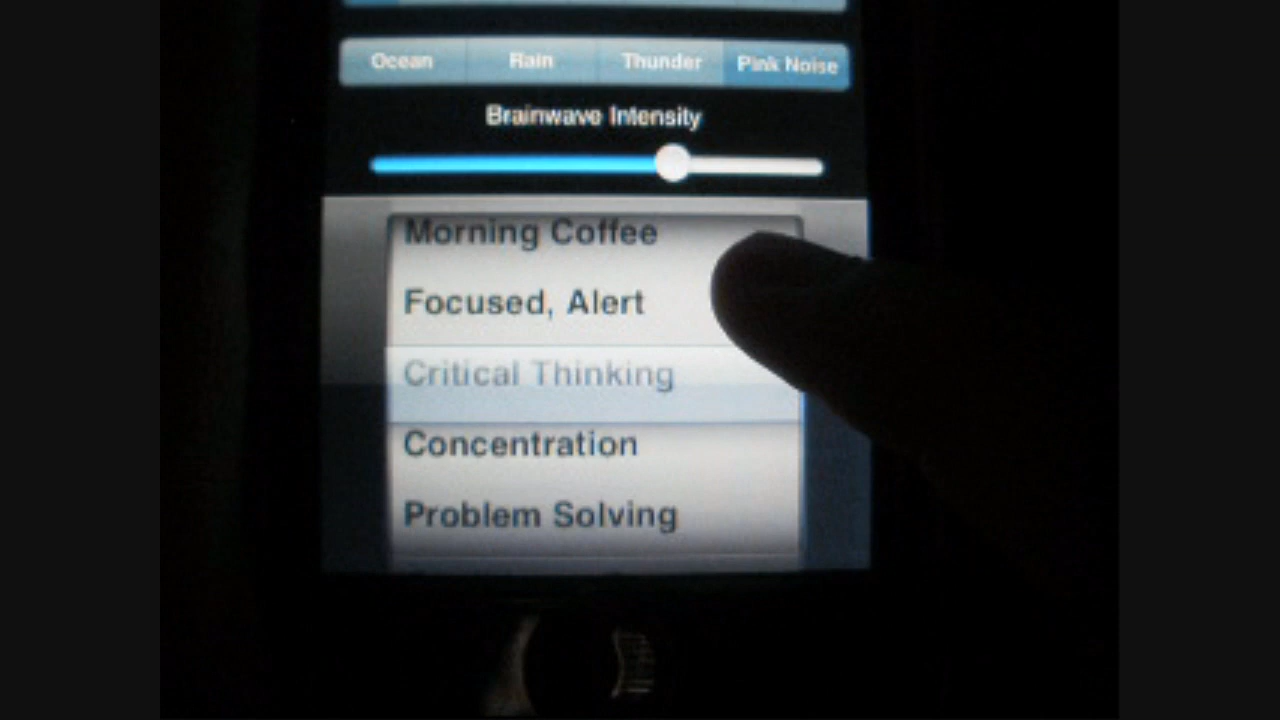 Ocean Rain Thunder Pink Noise
Brainwave Intensity
Morning Coffee
Focused, Alert
Critical Thinking
Concentration
Problem Solving